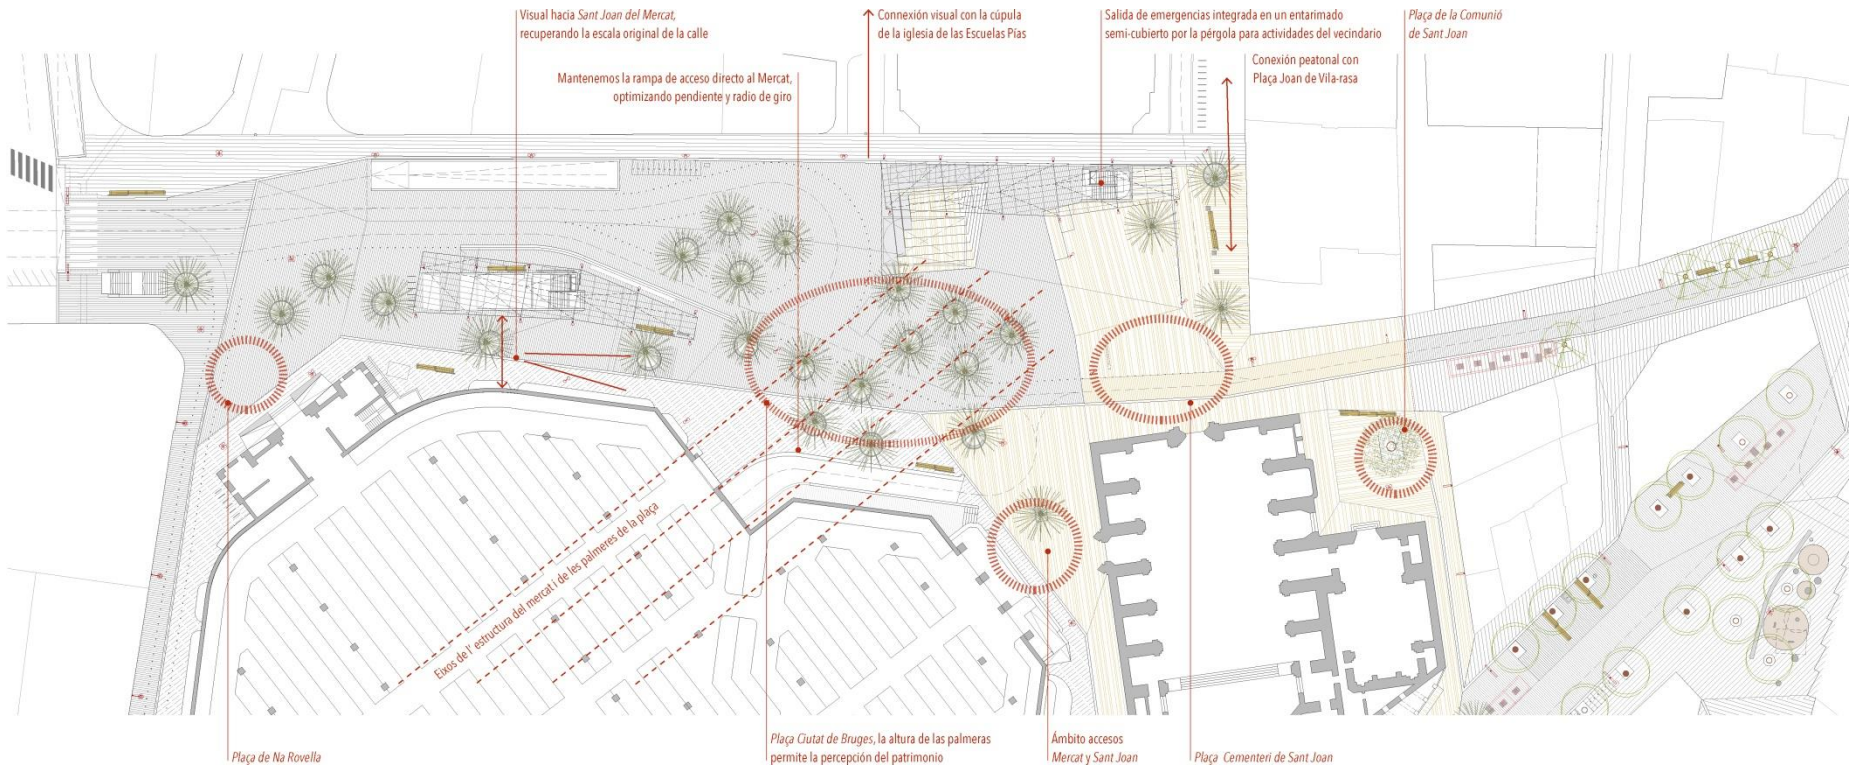 Visual hacia Sant Joan del Mercat,
recuperando la escala original de la calle
Connexión visual con la cúpula
de la iglesia de las Escuelas Pías
Salida de emergencias integrada en un entarimado
semi-cubierto por la pérgola para actividades del vecindario
Plaça de la Comunió
de Sant Joan
Mantenemos la rampa de acceso directo al Mercat,
optimizando pendiente y radio de giro
Conexión peatonal con
Plaça Joan de Vila-rasa
Eixos de l' estructura del mercat i de les palmeres de la plaça
Plaça de Na Rovella
Plaça Ciutat de Bruges, la altura de las palmeras
permite la percepción del patrimonio
Ámbito accesos
Mercat y Sant Joan
Plaça Cementeri de Sant Joan